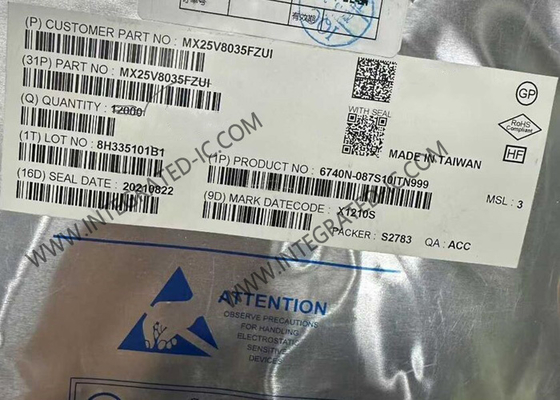 (P) CUSTOMER PART NO : MX25V8035FZUI
(31P) PART NO : MX25V8035FZUI
(Q) QUANTITY : 12000
(1T) LOT NO : 8H335101B1
(1P) PRODUCT NO : 6740N-087S10ITN999
(16D) SEAL DATE : 20210822
(9D) MARK DATECODE :
PACKER : S2783 QA : ACC
WITH SEAL
MADE IN TAIWAN
GP
RoHS
Compliant
HF
MSL : 3
ATTENTION
OBSERVE PRECAUTIONS
FOR HANDLING
ELECTROSTATIC
SENSITIVE
DEVICES
WWW.INTEGRATED-IC.COM
WWW.INTEGRATED-IC.COM